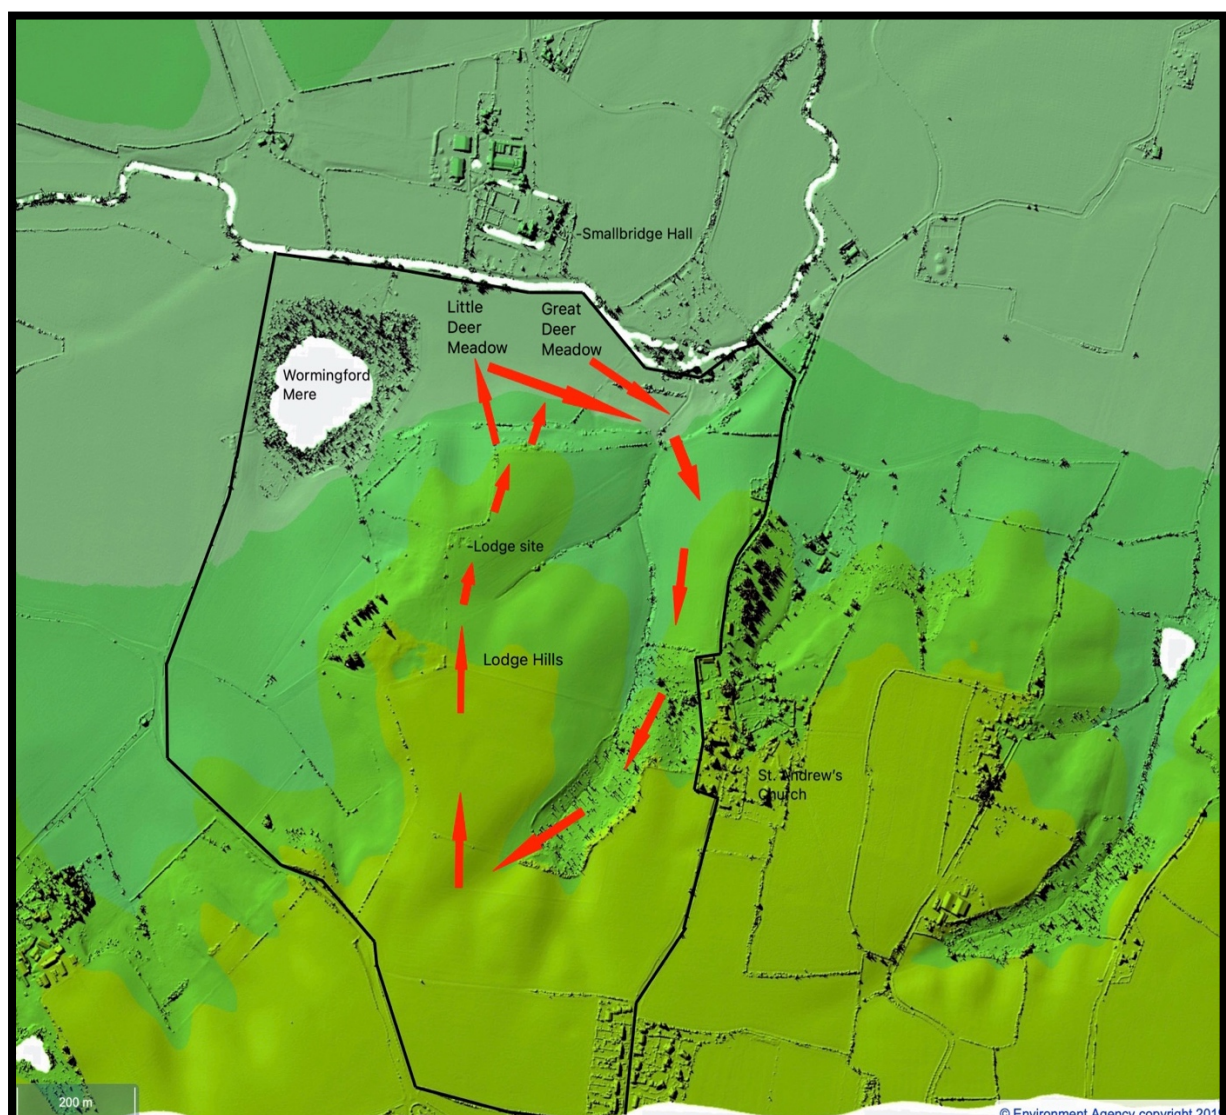 -Smallbridge Hall
Little
Deer
Meadow
Great
Deer
Meadow
Wormingford
Mere
-Lodge site
Lodge Hills
St. Andrew's
Church
200 m
© Environment Agency copyright 201